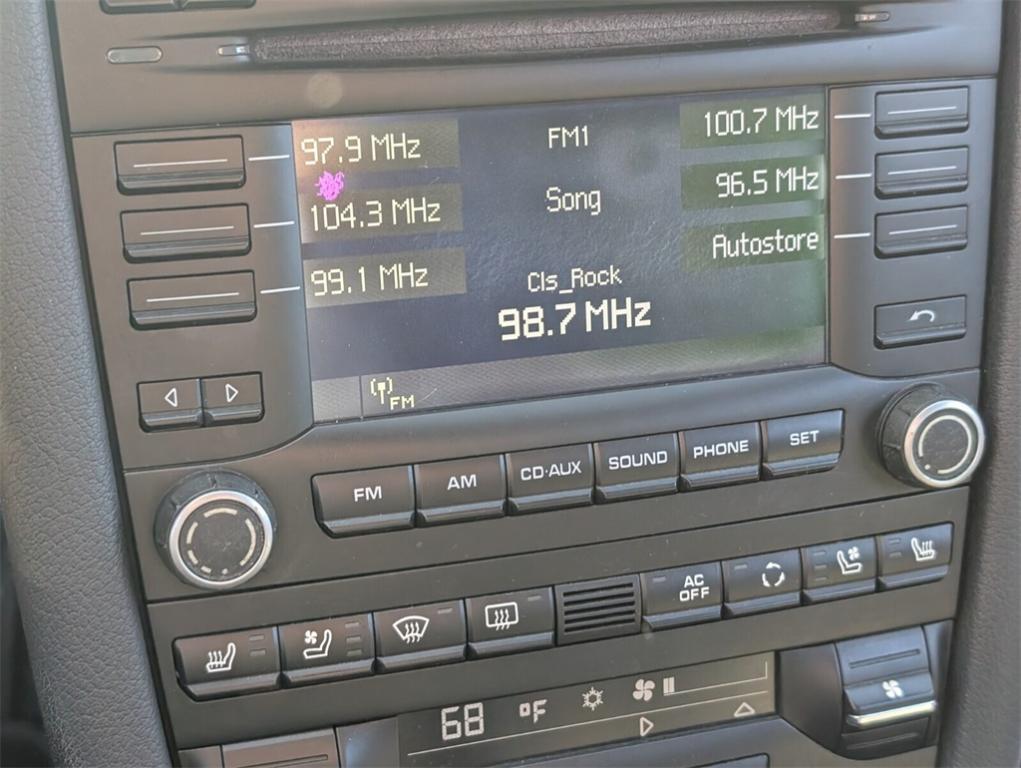 97.9 MHz
FM1
100.7 MHz
104.3 MHz
Song
96.5 MHz
99.1 MHz
Cls_Rock
Autostore
98.7 MHz
FM
FM
AM
CD·AUX
SOUND
PHONE
SET
AC
OFF
68 °F